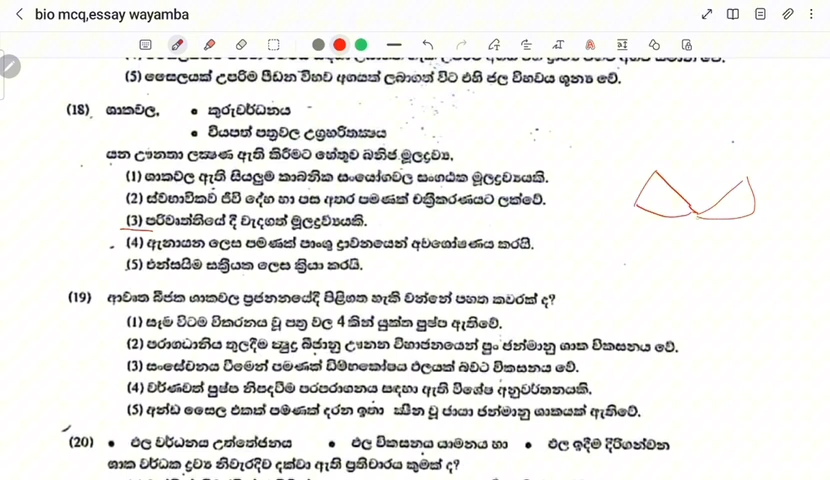 bio mcq,essay wayamba
(5) සෛලයක් උපරිම පීඩන විභව අගයක් ලබාගත් විට එහි ජල විභවය ශුන්‍ය වේ.
(18) ශාකවල,
• කුරුවර්ධනය
• වියපත් පත්‍රවල උග්‍රහරිතක්ෂය
යන ඌනතා ලක්ෂණ ඇති කිරීමට හේතුව ඛනිජ මූලද්‍රව්‍ය,
(1) ශාකවල ඇති සියලුම කාබනික සංයෝගවල සංගඨක මූලද්‍රව්‍යයකි.
(2) ස්වභාවිකව ජීවී දේහ හා පස අතර පමණක් චක්‍රීකරණයට ලක්වේ.
(3) පරිවෘත්තියේ දී වැදගත් මූලද්‍රව්‍යයකි.
(4) ඇනායන ලෙස පමණක් පාංශු ද්‍රාවනයෙන් අවශෝෂණය කරයි.
(5) එන්සයිම සක්‍රීයක ලෙස ක්‍රියා කරයි.
(19) ආවෘත බීජක ශාකවල ප්‍රජනනයේදී පිළිගත හැකි වන්නේ පහත කවරක් ද?
(1) සෑම විටම විකරනය වූ පත්‍ර වල 4 කින් යුක්ත පුෂ්ප ඇතිවේ.
(2) පරාගධානිය තුලදීම ක්ෂුද්‍ර බීජානු ඌනන විභාජනයෙන් පුං ජන්මානු ශාක විකසනය වේ.
(3) සංසේචනය වීමෙන් පමණක් ඩිම්භකෝෂය ඵලයක් බවට විකසනය වේ.
(4) වර්ණවත් පුෂ්ප නිපදවීම පරපරාගනය සඳහා ඇති විශේෂ අනුවර්තනයකි.
(5) අන්ඩ සෛල එකක් පමණක් දරන ඉතා ක්ෂීන වූ ජායා ජන්මානු ශාකයක් ඇතිවේ.
(20) • ඵල වර්ධනය උත්තේජනය • ඵල විකසනය යාමනය හා • ඵල ඉදීම දිරිගන්වන
ශාක වර්ධක ද්‍රව්‍ය නිවැරදිව දක්වා ඇති ප්‍රතිචාරය කුමක් ද?